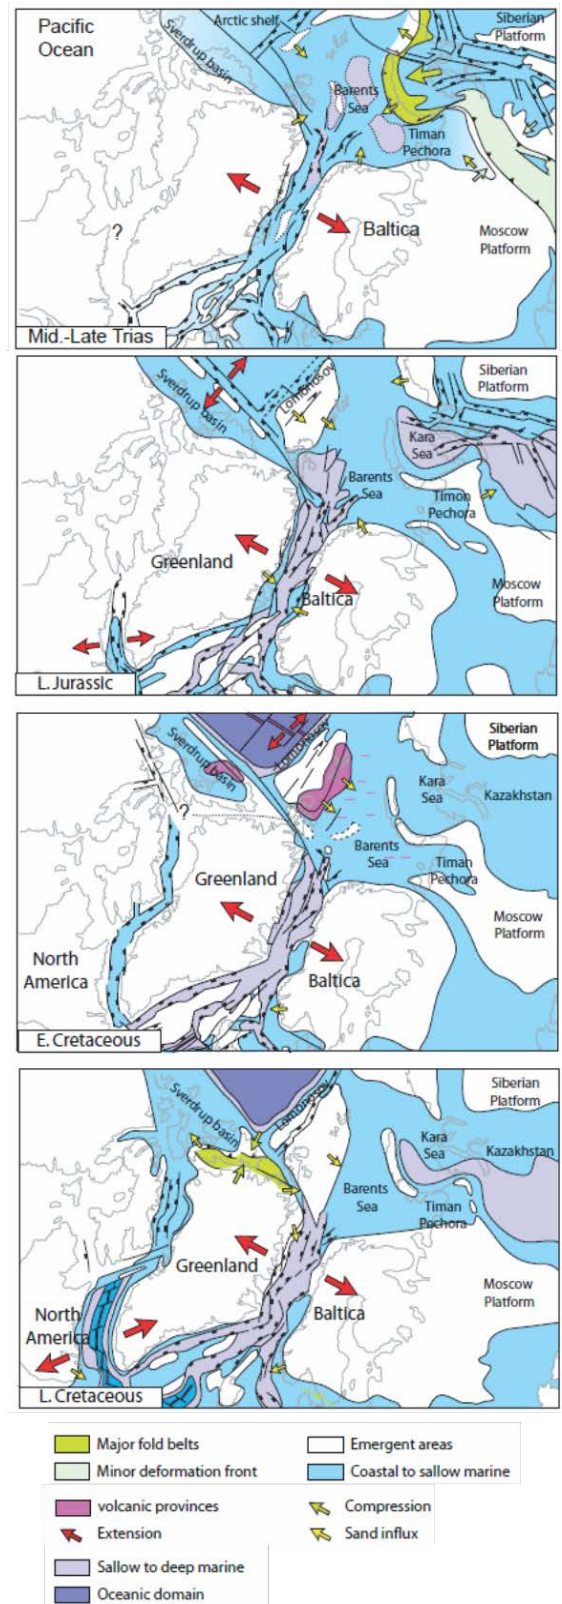 Pacific
Ocean
Arctic shelf
Sverdrup basin
Siberian
Platform
Barents
Sea
Timan
Pechora
Baltica
Moscow
Platform
?
Mid.-Late Trias
Sverdrup basin
Lomonosov
Siberian
Platform
Kara
Sea
Barents
Sea
Timon
Pechora
Greenland
Baltica
Moscow
Platform
L. Jurassic
Sverdrup
basin
Lomonosov
Siberian
Platform
Kara
Sea
Kazakhstan
?
Barents
Sea
Timan
Pechora
Greenland
Moscow
Platform
North
America
Baltica
E. Cretaceous
Sverdrup
basin
Lomonosov
Siberian
Platform
Kara
Sea
Kazakhstan
Barents
Sea
Timan
Pechora
Greenland
Baltica
Moscow
Platform
North
America
L. Cretaceous
Major fold belts
Emergent areas
Minor deformation front
Coastal to sallow marine
volcanic provinces
Compression
Extension
Sand influx
Sallow to deep marine
Oceanic domain